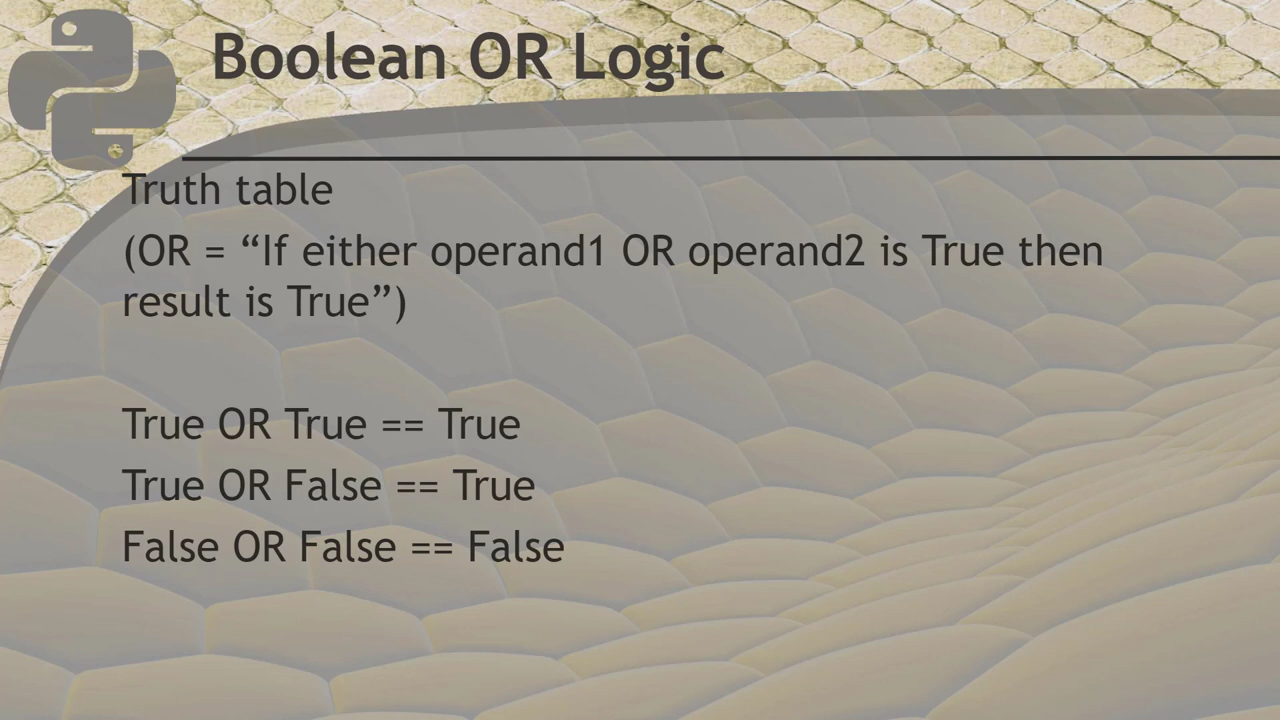 Boolean OR Logic
Truth table
(OR = “If either operand1 OR operand2 is True then
result is True”)
True OR True == True
True OR False == True
False OR False == False